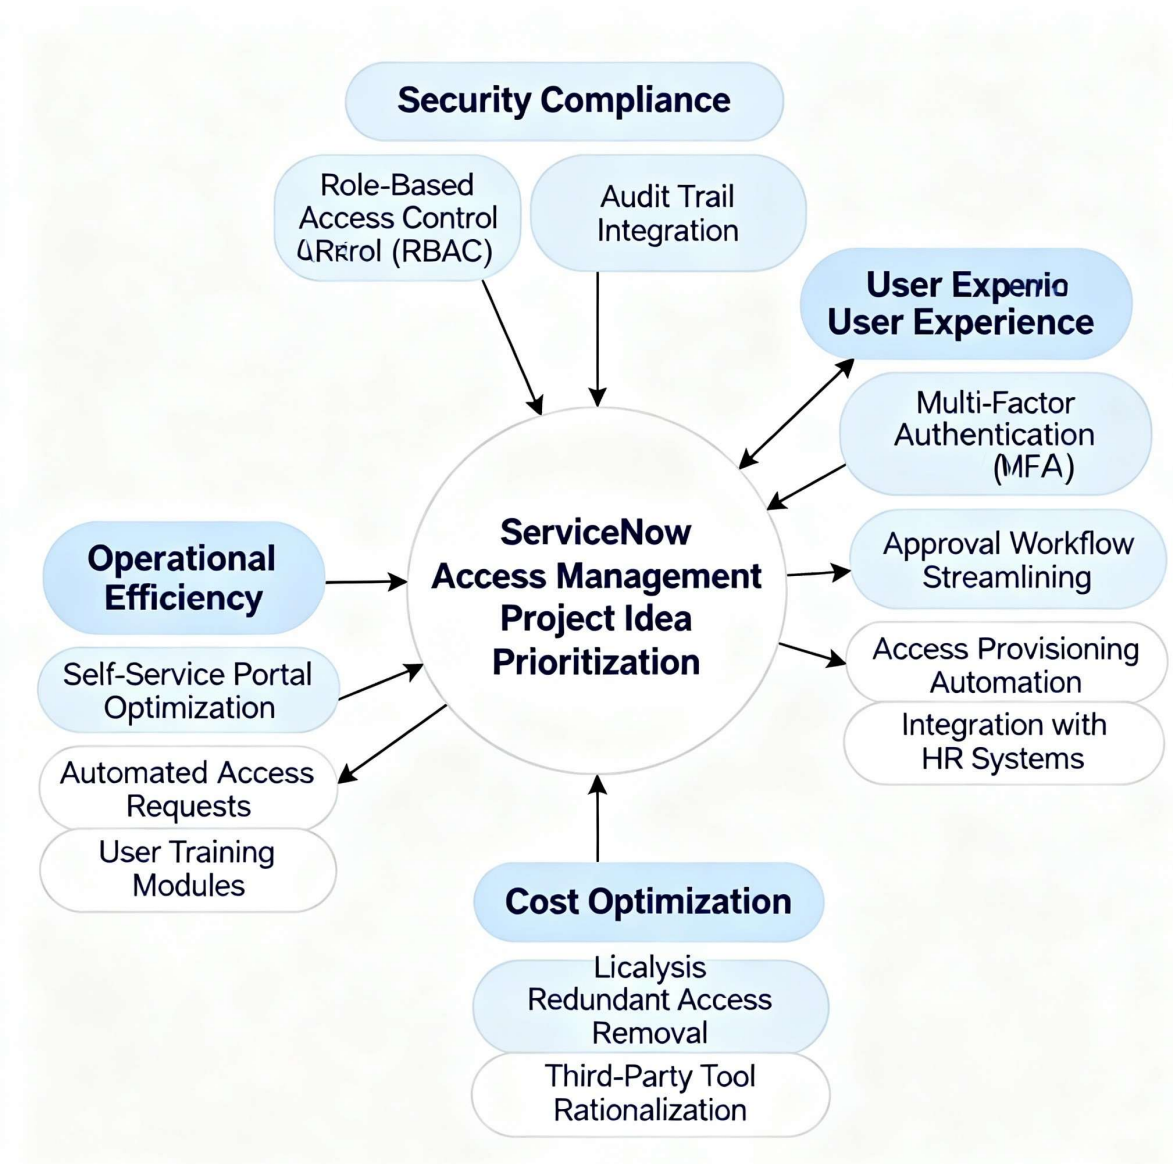 Security Compliance
Role-Based
Access Control
(RBAC)
Audit Trail
Integration
User
User Experience
Multi-Factor
Authentication
(MFA)
Approval Workflow
Streamlining
Access Provisioning
Automation
Integration with
HR Systems
ServiceNow
Access Management
Project Idea
Prioritization
Operational
Efficiency
Self-Service Portal
Optimization
Automated Access
Requests
User Training
Modules
Cost Optimization
Licalysis
Redundant Access
Removal
Third-Party Tool
Rationalization